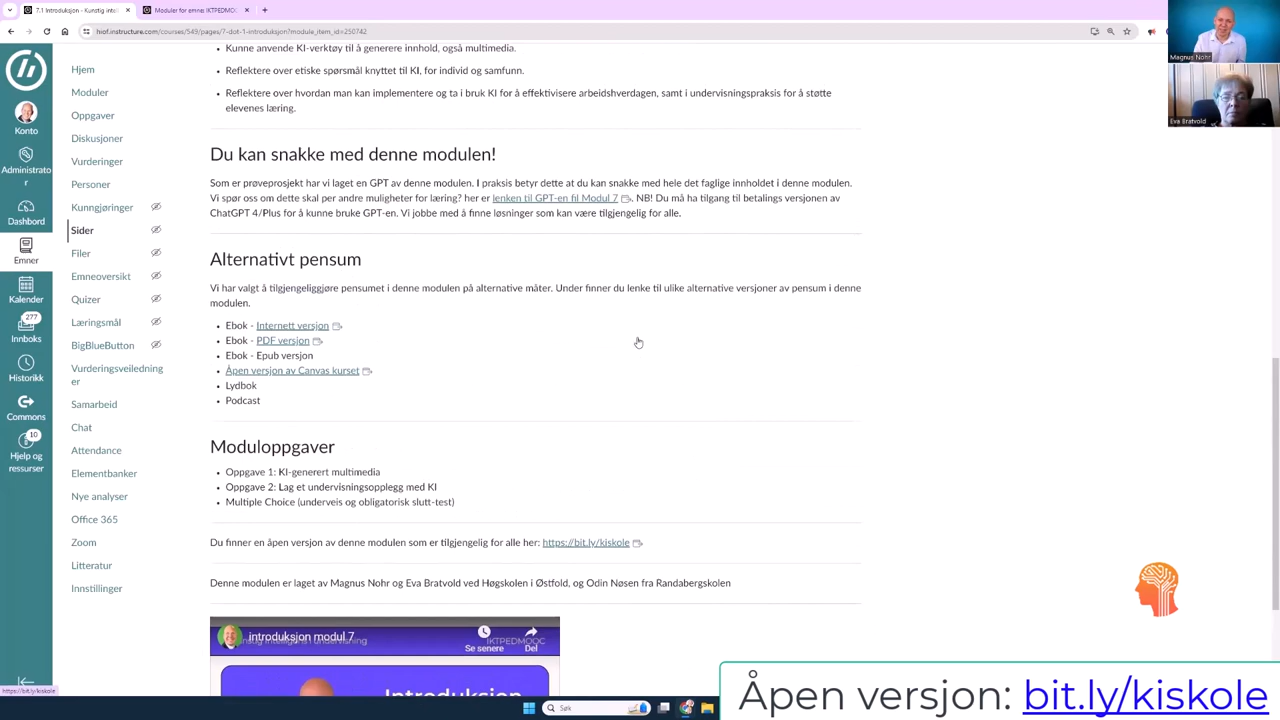 7.1 Introduksjon - Kunstig intel
Moduler for emne: IKTPEDMOOC
hiof.instructure.com/courses/549/pages/7-dot-1-introduksjon?module_item_id=250742
Magnus Nohr
Eva Bratvold
Konto
Administrato
r
Dashbord
Emner
Kalender
277
Innboks
Historikk
Commons
10
Hjelp og
ressurser
Hjem
Moduler
Oppgaver
Diskusjoner
Vurderinger
Personer
Kunngjøringer
Sider
Filer
Emneoversikt
Quizer
Læringsmål
BigBlueButton
Vurderingsveiledning
er
Samarbeid
Chat
Attendance
Elementbanker
Nye analyser
Office 365
Zoom
Litteratur
Innstillinger
Kunne anvende KI-verktøy til å generere innhold, også multimedia.
Reflektere over etiske spørsmål knyttet til KI, for individ og samfunn.
Reflektere over hvordan man kan implementere og ta i bruk KI for å effektivisere arbeidshverdagen, samt i undervisningspraksis for å støtte
elevenes læring.
Du kan snakke med denne modulen!
Som er prøveprosjekt har vi laget en GPT av denne modulen. I praksis betyr dette at du kan snakke med hele det faglige innholdet i denne modulen.
Vi spør oss om dette skal per andre muligheter for læring? her er lenken til GPT-en fil Modul 7 . NB! Du må ha tilgang til betalings versjonen av
ChatGPT 4/Plus for å kunne bruke GPT-en. Vi jobbe med å finne løsninger som kan være tilgjengelig for alle.
Alternativt pensum
Vi har valgt å tilgjengeliggjøre pensumet i denne modulen på alternative måter. Under finner du lenke til ulike alternative versjoner av pensum i denne
modulen.
Ebok - Internett versjon
Ebok - PDF versjon
Ebok - Epub versjon
Åpen versjon av Canvas kurset
Lydbok
Podcast
Moduloppgaver
Oppgave 1: KI-generert multimedia
Oppgave 2: Lag et undervisningsopplegg med KI
Multiple Choice (underveis og obligatorisk slutt-test)
Du finner en åpen versjon av denne modulen som er tilgjengelig for alle her: https://bit.ly/kiskole
Denne modulen er laget av Magnus Nohr og Eva Bratvold ved Høgskolen i Østfold, og Odin Nøsen fra Randabergskolen
introduksjon modul 7
Se senere
Del
IKTPEDMOOC
Introduksjon
https://bit.ly/kiskole
Søk
Åpen versjon: bit.ly/kiskole